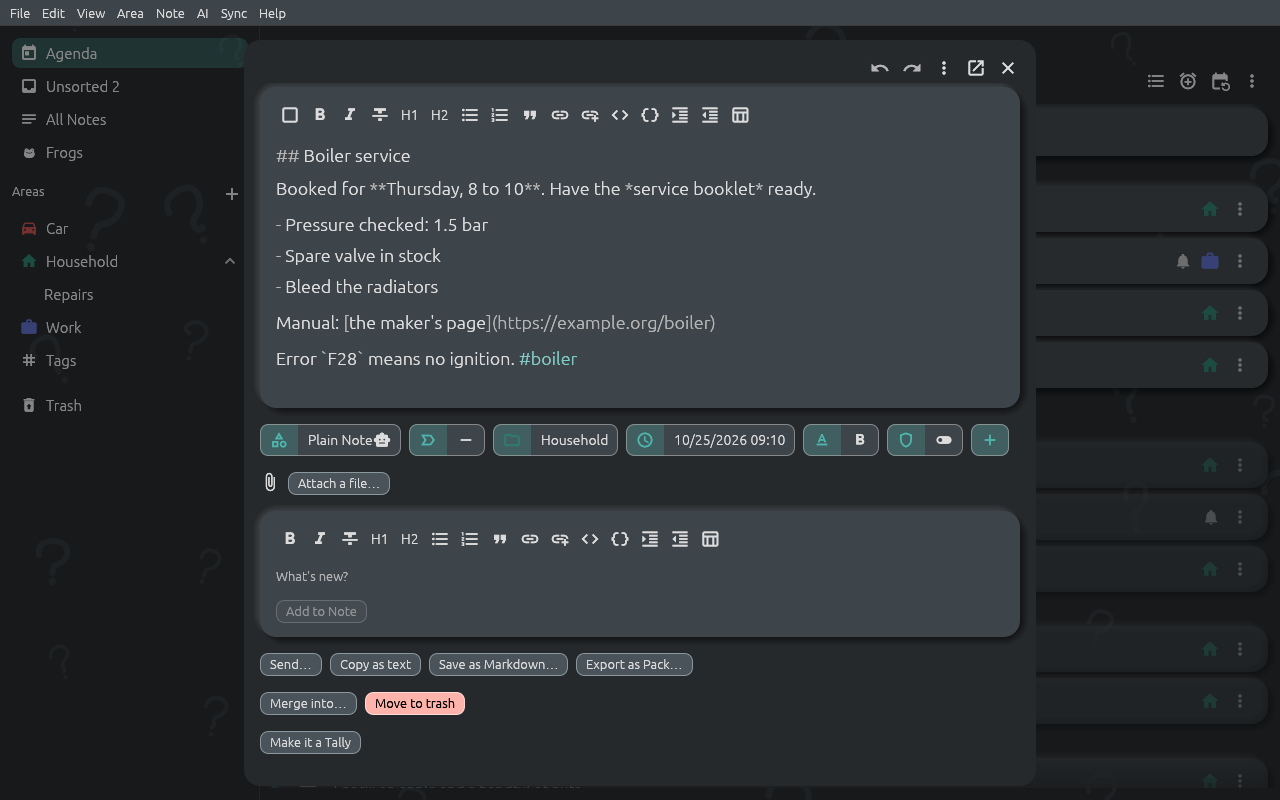 File Edit View Area Note AI Sync Help
Agenda
Unsorted 2
All Notes
Frogs
Areas
Car
Household
Repairs
Work
Tags
Trash
B I S H1 H2
## Boiler service
Booked for **Thursday, 8 to 10**. Have the *service booklet* ready.
- Pressure checked: 1.5 bar
- Spare valve in stock
- Bleed the radiators
Manual: [the maker's page](https://example.org/boiler)
Error `F28` means no ignition. #boiler
Plain Note Household 10/25/2026 09:10 A B
Attach a file…
B I S H1 H2
What's new?
Add to Note
Send… Copy as text Save as Markdown… Export as Pack…
Merge into… Move to trash
Make it a Tally